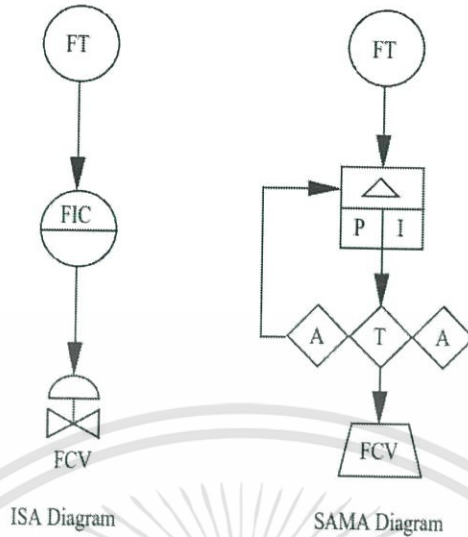 FT
FIC
FCV
ISA Diagram
FT
P I
A T A
FCV
SAMA Diagram